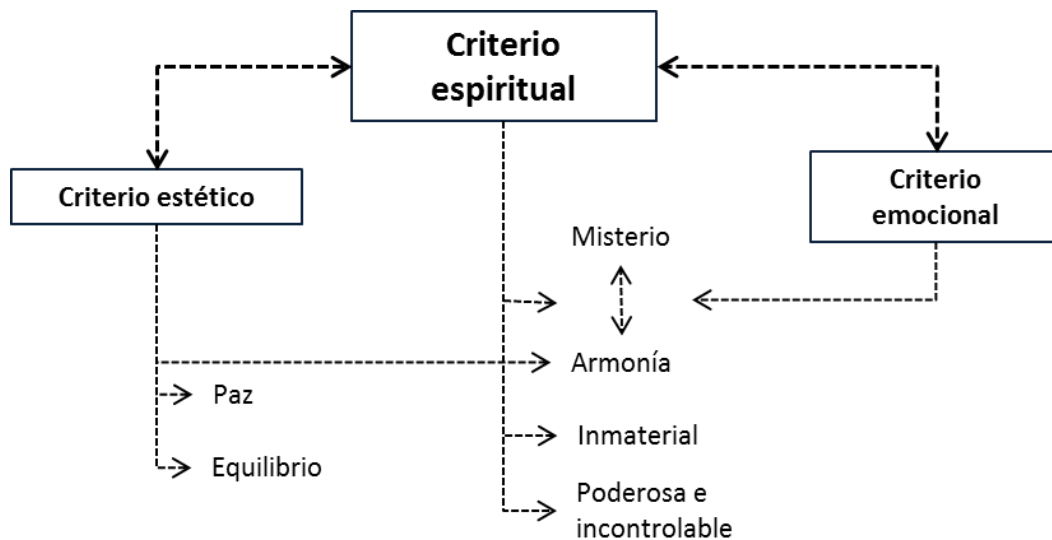 Criterio
espiritual
Criterio estético
Criterio
emocional
Misterio
Armonía
Paz
Inmaterial
Equilibrio
Poderosa e
incontrolable